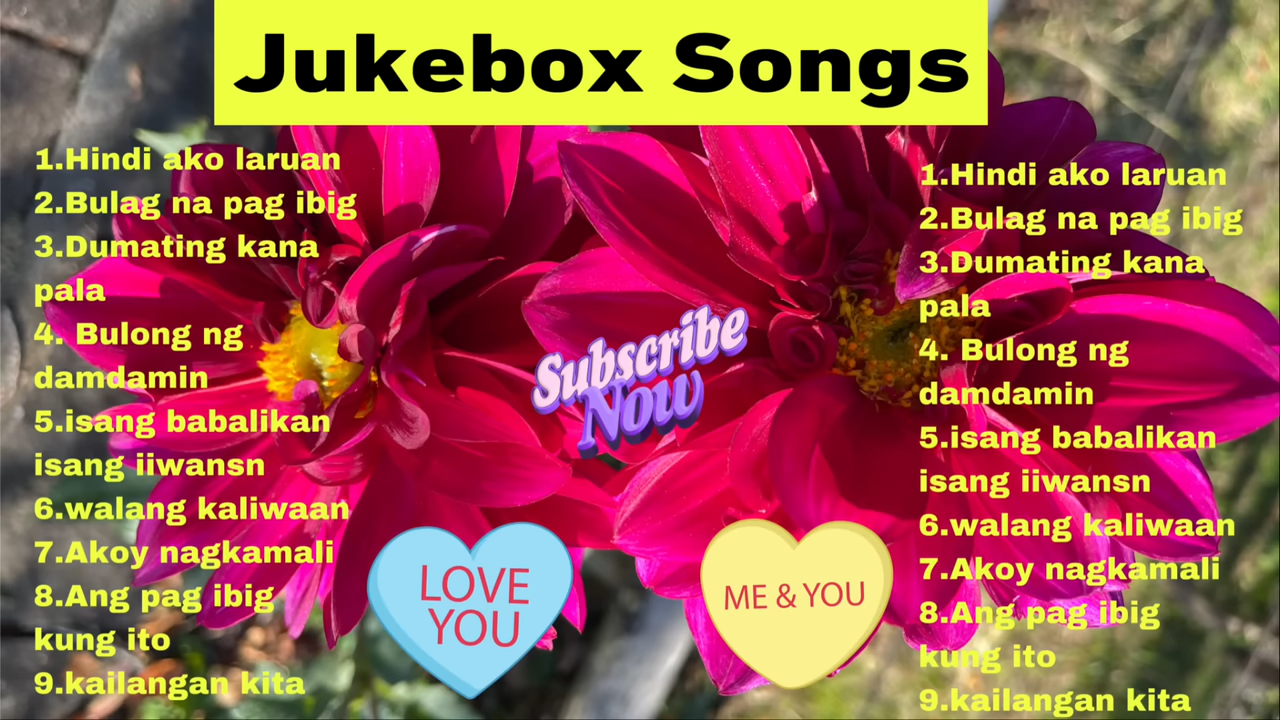 Jukebox Songs
1.Hindi ako laruan
2.Bulag na pag ibig
3.Dumating kana
pala
4. Bulong ng
damdamin
5.isang babalikan
isang iiwansn
6.walang kaliwaan
7.Akoy nagkamali
8.Ang pag ibig
kung ito
9.kailangan kita
Subscribe
Now
LOVE
YOU
ME & YOU
1.Hindi ako laruan
2.Bulag na pag ibig
3.Dumating kana
pala
4. Bulong ng
damdamin
5.isang babalikan
isang iiwansn
6.walang kaliwaan
7.Akoy nagkamali
8.Ang pag ibig
kung ito
9.kailangan kita